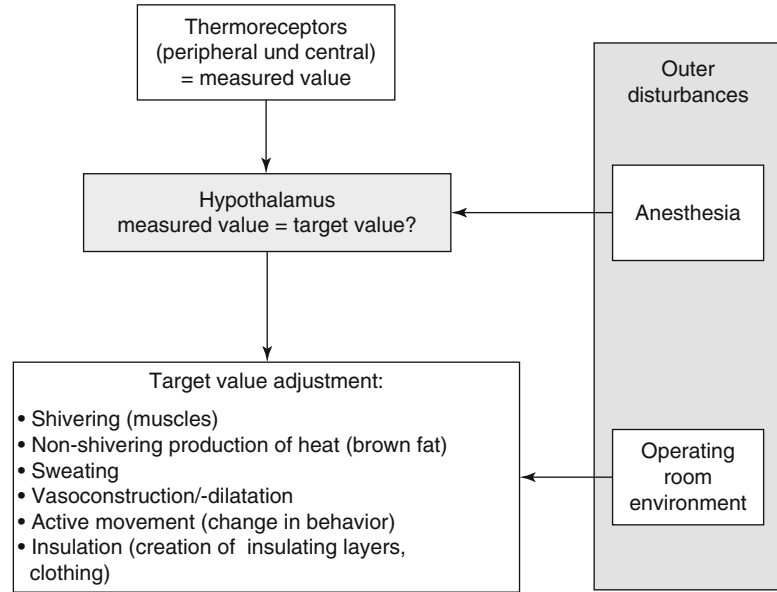 Thermoreceptors
(peripheral und central)
= measured value
Hypothalamus
measured value = target value?
Target value adjustment:
• Shivering (muscles)
• Non-shivering production of heat (brown fat)
• Sweating
• Vasoconstruction/-dilatation
• Active movement (change in behavior)
• Insulation (creation of insulating layers,
clothing)
Outer
disturbances
Anesthesia
Operating
room
environment